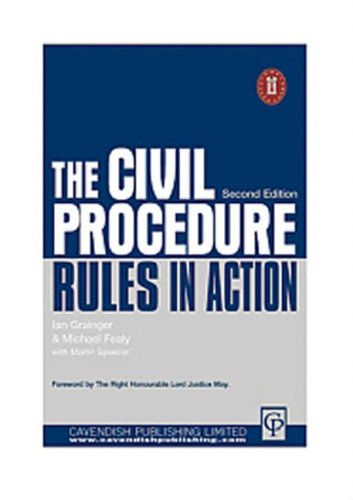 THE CIVIL
Second Edition
PROCEDURE
RULES IN ACTION
Ian Grainger
& Michael Fealy
with Martin Spencer
Foreword by The Right Honourable Lord Justice May.
CAVENDISH PUBLISHING LIMITED
www.cavendishpublishing.com
CP